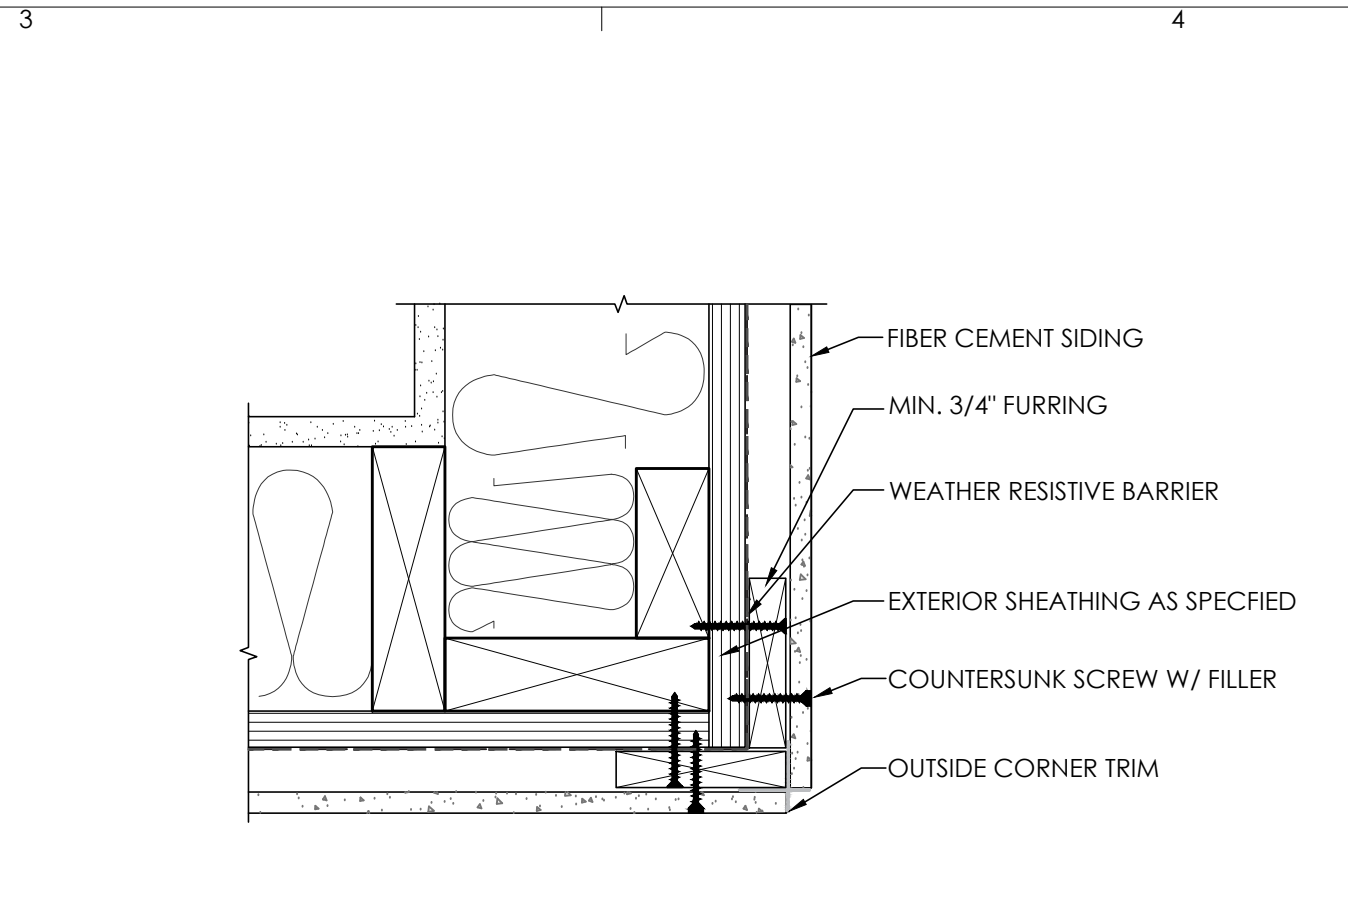 3
4
FIBER CEMENT SIDING
MIN. 3/4" FURRING
WEATHER RESISTIVE BARRIER
EXTERIOR SHEATHING AS SPECFIED
COUNTERSUNK SCREW W/ FILLER
OUTSIDE CORNER TRIM